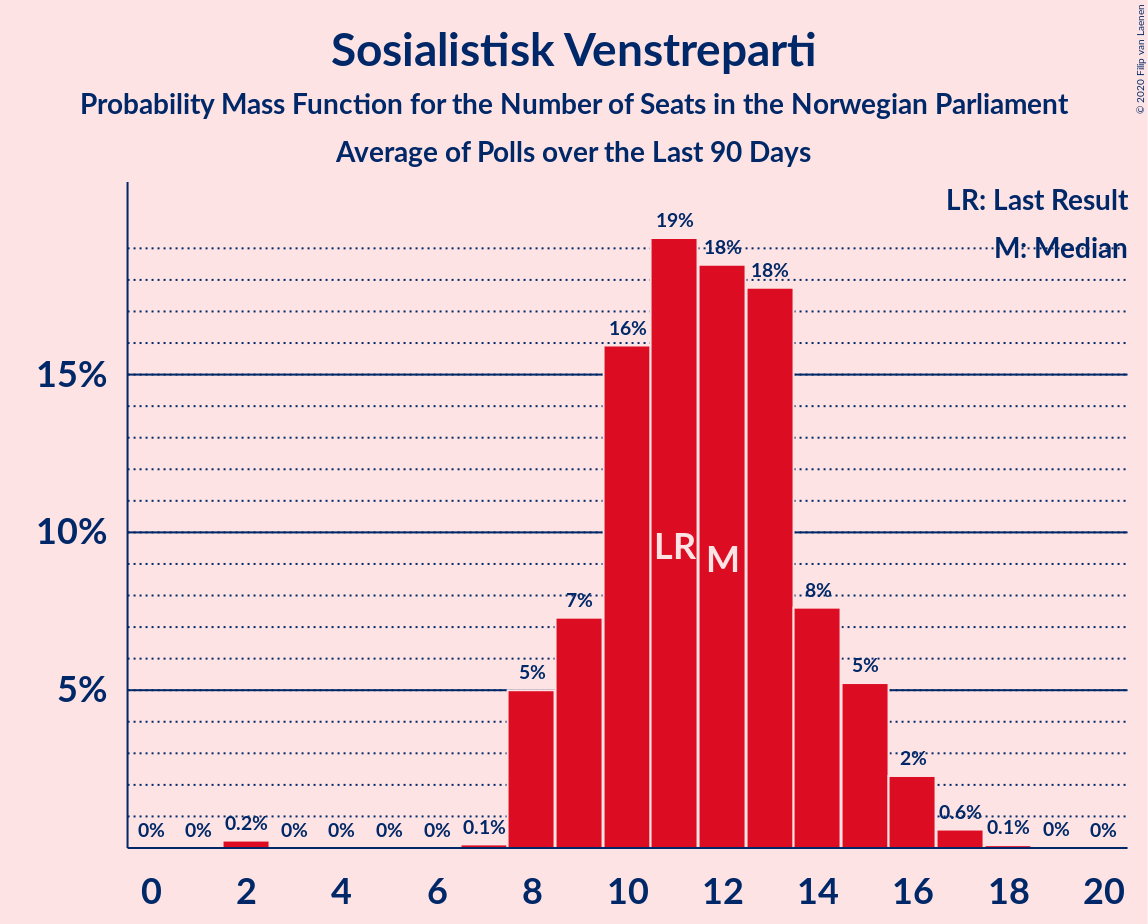 Sosialistisk Venstreparti
Probability Mass Function for the Number of Seats in the Norwegian Parliament
Average of Polls over the Last 90 Days
© 2020 Filip van Laenen
LR: Last Result
M: Median
15%
10%
5%
0% 0% 0.2% 0% 0% 0% 0% 0.1% 5% 7% 16% 19% 18% 18% 8% 5% 2% 0.6% 0.1% 0% 0%
LR M
0 2 4 6 8 10 12 14 16 18 20